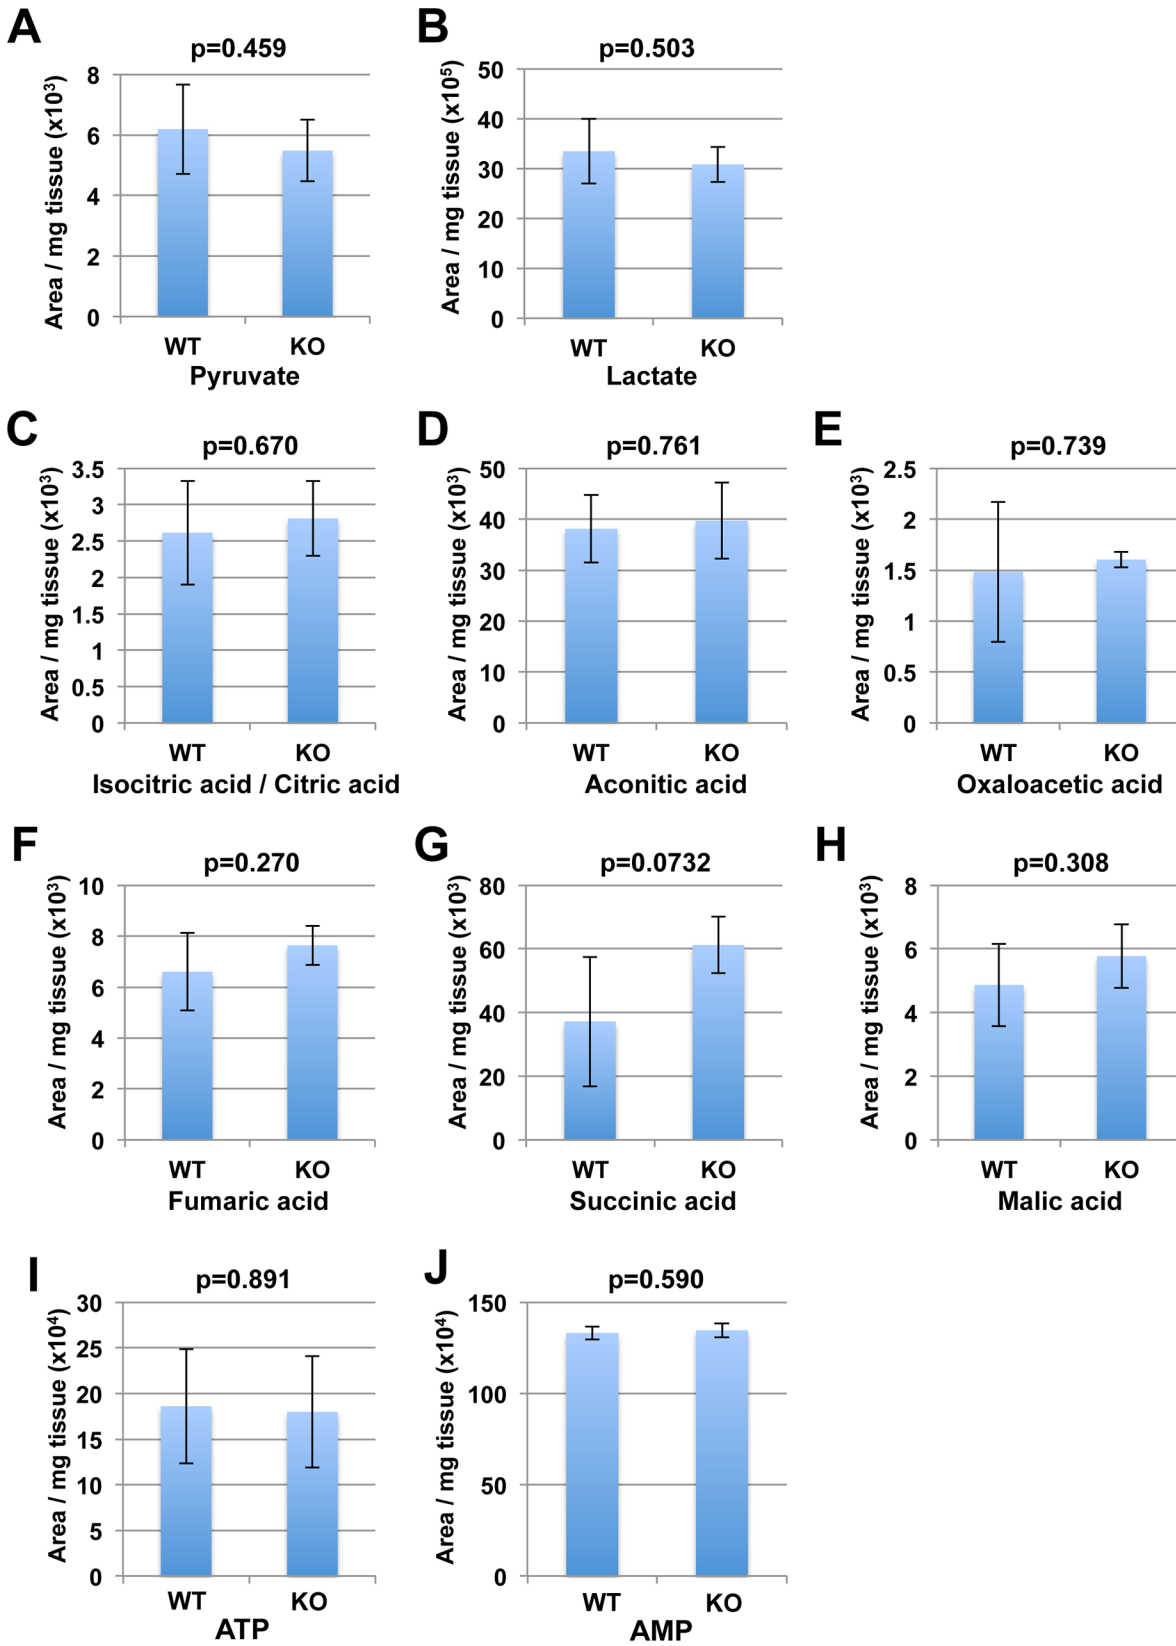 A
p=0.459
Area / mg tissue (x10³)
8
6
4
2
0
WT KO
Pyruvate
B
p=0.503
Area / mg tissue (x10⁵)
50
40
30
20
10
0
WT KO
Lactate
C
p=0.670
Area / mg tissue (x10³)
3.5
3
2.5
2
1.5
1
0.5
0
WT KO
Isocitric acid / Citric acid
D
p=0.761
Area / mg tissue (x10³)
50
40
30
20
10
0
WT KO
Aconitic acid
E
p=0.739
Area / mg tissue (x10³)
2.5
2
1.5
1
0.5
0
WT KO
Oxaloacetic acid
F
p=0.270
Area / mg tissue (x10³)
10
8
6
4
2
0
WT KO
Fumaric acid
G
p=0.0732
Area / mg tissue (x10³)
80
60
40
20
0
WT KO
Succinic acid
H
p=0.308
Area / mg tissue (x10³)
8
6
4
2
0
WT KO
Malic acid
I
p=0.891
Area / mg tissue (x10⁴)
30
25
20
15
10
5
0
WT KO
ATP
J
p=0.590
Area / mg tissue (x10⁴)
150
100
50
0
WT KO
AMP